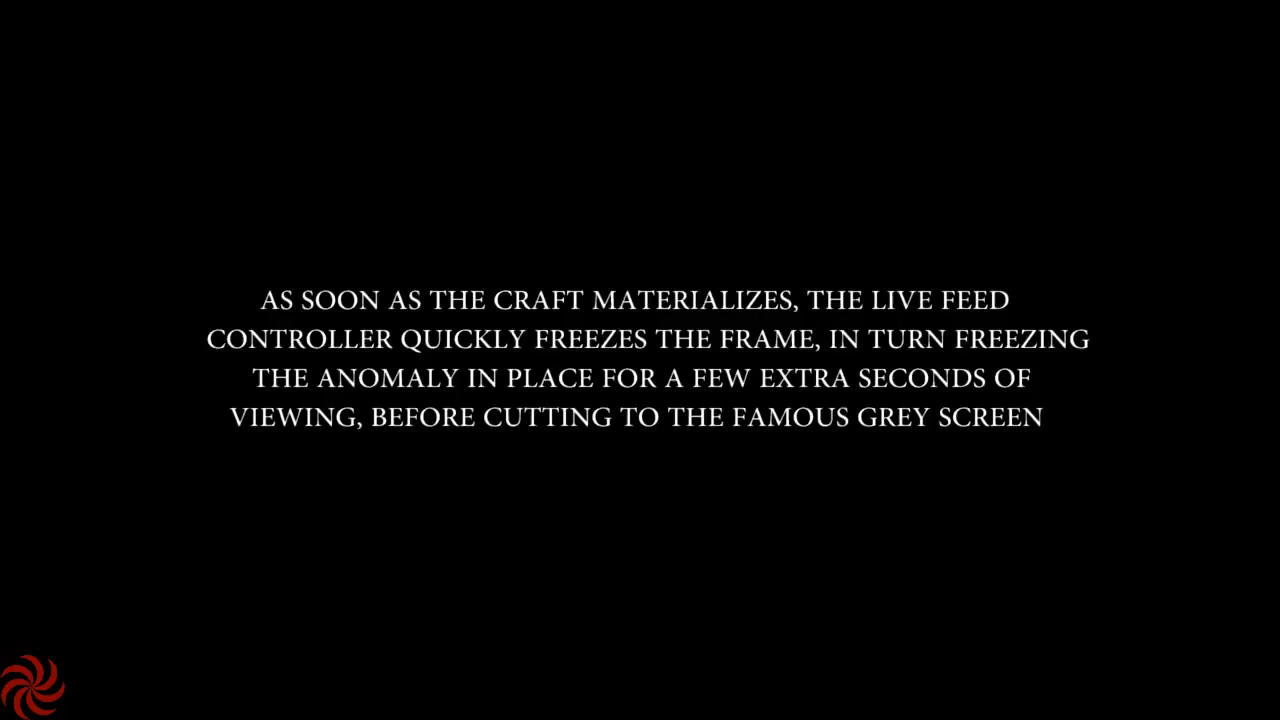 AS SOON AS THE CRAFT MATERIALIZES, THE LIVE FEED
CONTROLLER QUICKLY FREEZES THE FRAME, IN TURN FREEZING
THE ANOMALY IN PLACE FOR A FEW EXTRA SECONDS OF
VIEWING, BEFORE CUTTING TO THE FAMOUS GREY SCREEN